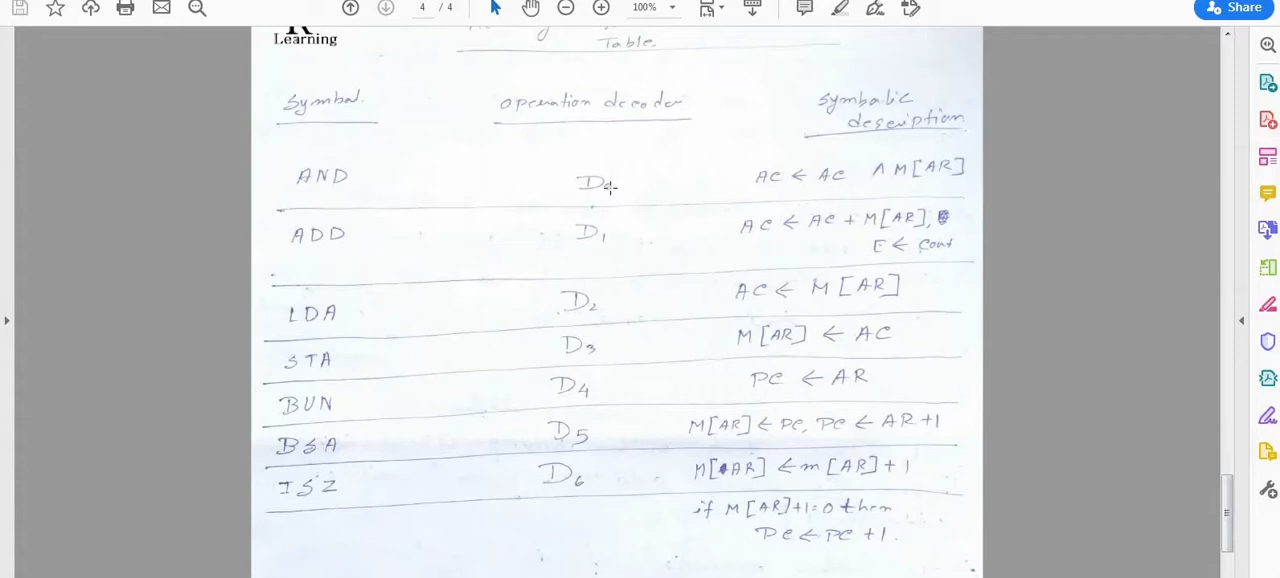 4 / 4
100%
Share
Learning
Table.
Symbol. Operation decoder Symbolic
description
AND AC ← AC ∧ M[AR]
ADD D1 AC ← AC + M[AR],
E ← Cout
LDA D2 AC ← M[AR]
STA D3 M[AR] ← AC
BUN D4 PC ← AR
BSA D5 M[AR] ← PC, PC ← AR+1
ISZ D6 M[AR] ← m[AR]+1
if M[AR]+1=0 then
PC ← PC +1.